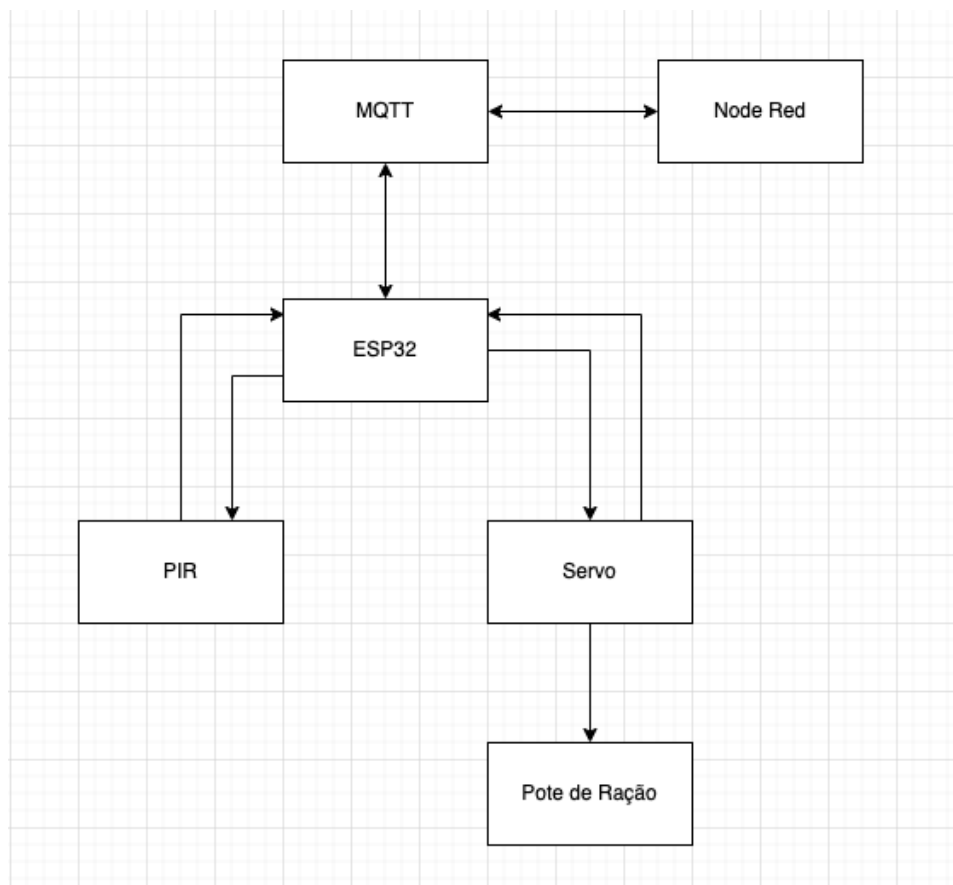 MQTT
Node Red
ESP32
PIR
Servo
Pote de Ração